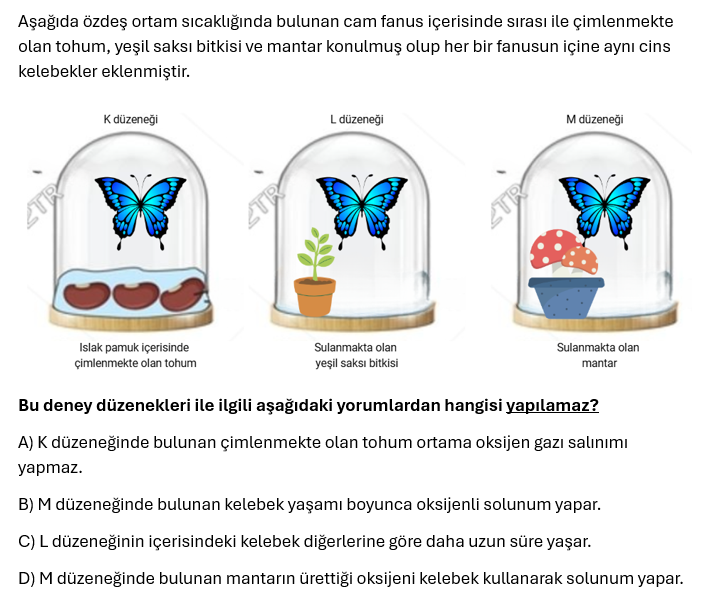 Aşağıda özdeş ortam sıcaklığında bulunan cam fanus içerisinde sırası ile çimlenmekte
olan tohum, yeşil saksı bitkisi ve mantar konulmuş olup her bir fanusun içine aynı cins
kelebekler eklenmiştir.
K düzeneği
L düzeneği
M düzeneği
Islak pamuk içerisinde
çimlenmekte olan tohum
Sulanmakta olan
yeşil saksı bitkisi
Sulanmakta olan
mantar
Bu deney düzenekleri ile ilgili aşağıdaki yorumlardan hangisi yapılamaz?
A) K düzeneğinde bulunan çimlenmekte olan tohum ortama oksijen gazı salınımı
yapmaz.
B) M düzeneğinde bulunan kelebek yaşamı boyunca oksijenli solunum yapar.
C) L düzeneğinin içerisindeki kelebek diğerlerine göre daha uzun süre yaşar.
D) M düzeneğinde bulunan mantarın ürettiği oksijeni kelebek kullanarak solunum yapar.